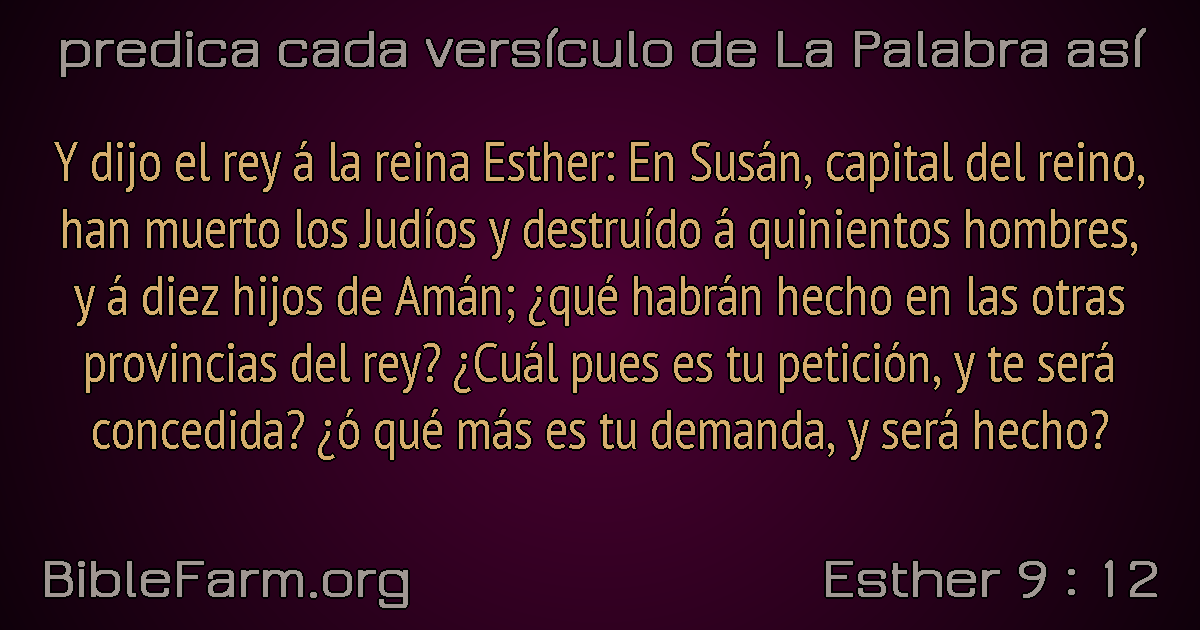 predica cada versículo de La Palabra así
Y dijo el rey á la reina Esther: En Susán, capital del reino,
han muerto los Judíos y destruído á quinientos hombres,
y á diez hijos de Amán; ¿qué habrán hecho en las otras
provincias del rey? ¿Cuál pues es tu petición, y te será
concedida? ¿ó qué más es tu demanda, y será hecho?
BibleFarm.org
Esther 9 : 12